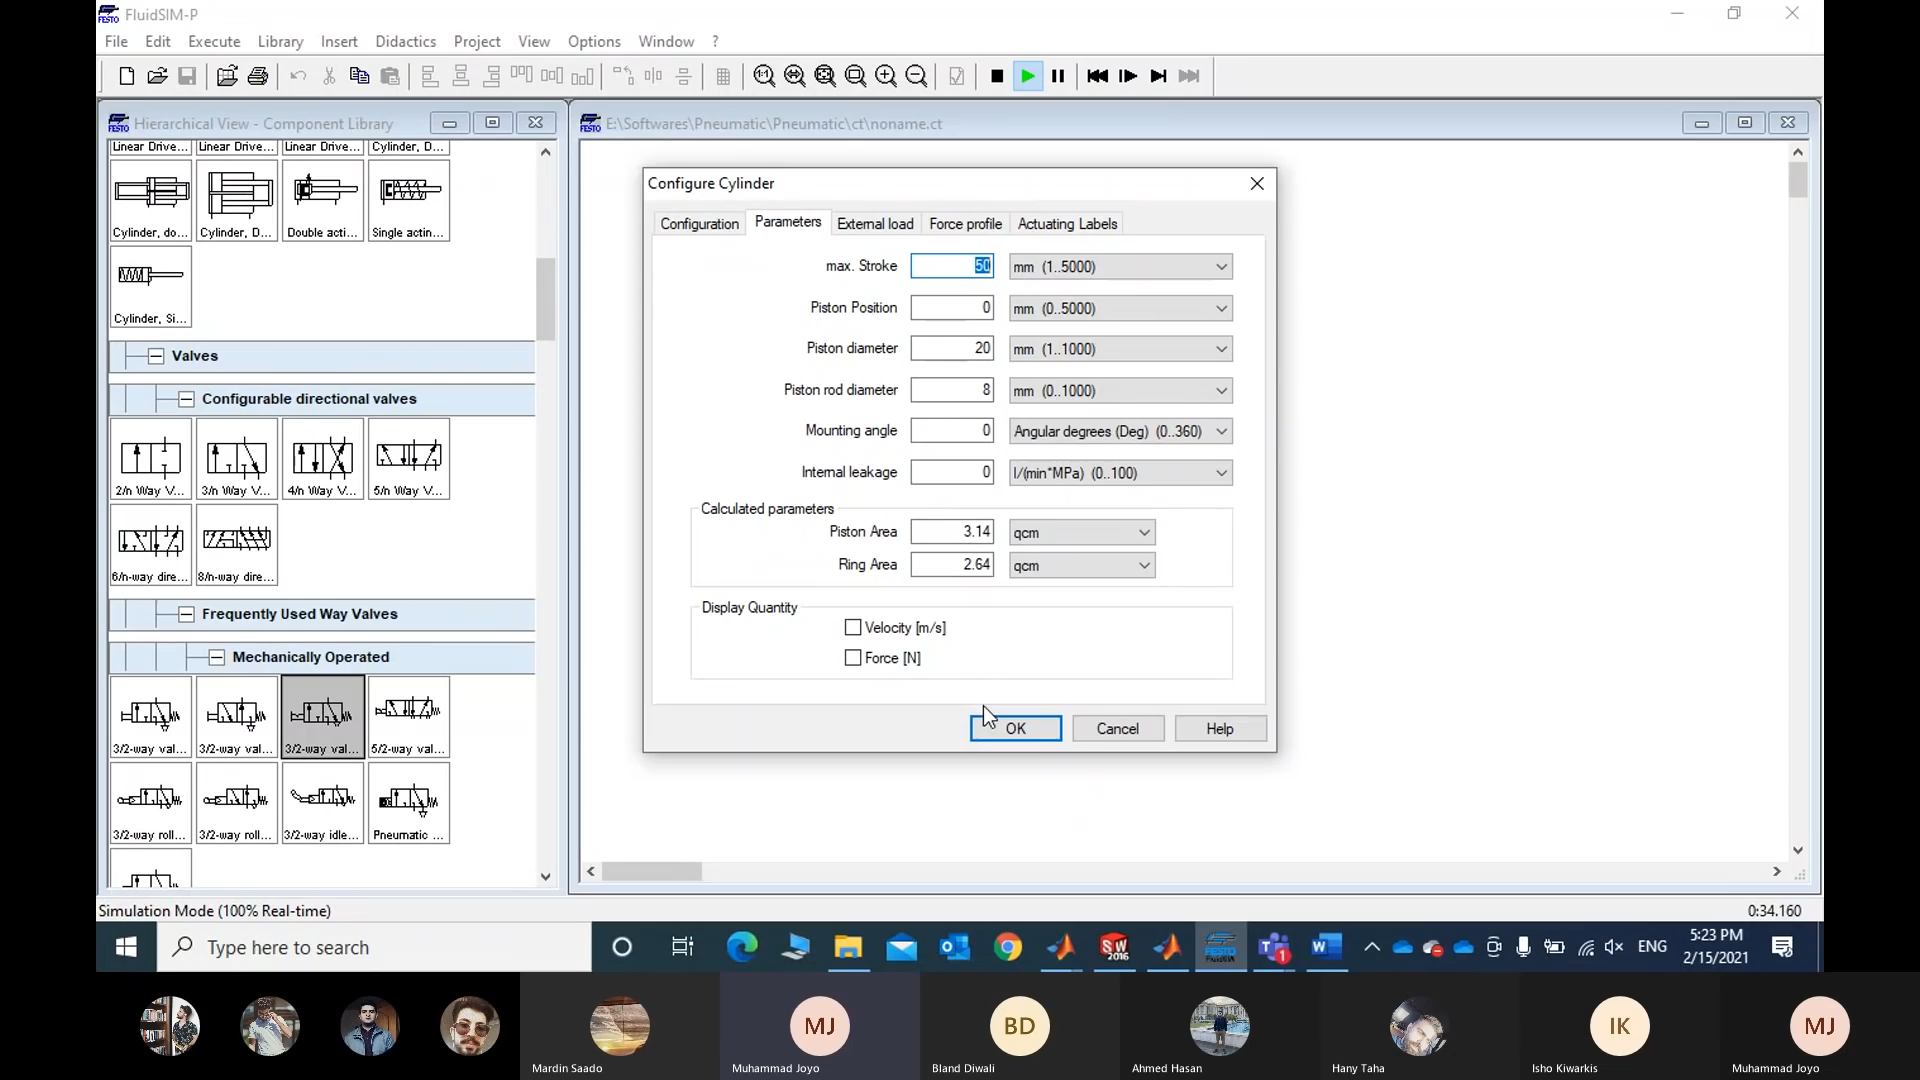 FESTO FluidSIM-P
File Edit Execute Library Insert Didactics Project View Options Window ?
1:1
FESTO Hierarchical View - Component Library
FESTO E:\Softwares\Pneumatic\Pneumatic\ct\noname.ct
Linear Drive... Linear Drive... Linear Drive... Cylinder, D...
Cylinder, do... Cylinder, D... Double acti... Single actin...
Cylinder, Si...
Valves
Configurable directional valves
2/n Way V... 3/n Way V... 4/n Way V... 5/n Way V...
6/n-way dire... 8/n-way dire...
Frequently Used Way Valves
Mechanically Operated
3/2-way val... 3/2-way val... 3/2-way val... 5/2-way val...
3/2-way roll... 3/2-way roll... 3/2-way idle... Pneumatic ...
Configure Cylinder
Configuration Parameters External load Force profile Actuating Labels
max. Stroke 50 mm (1..5000)
Piston Position 0 mm (0..5000)
Piston diameter 20 mm (1..1000)
Piston rod diameter 8 mm (0..1000)
Mounting angle 0 Angular degrees (Deg) (0..360)
Internal leakage 0 l/(min*MPa) (0..100)
Calculated parameters
Piston Area 3.14 qcm
Ring Area 2.64 qcm
Display Quantity
Velocity [m/s]
Force [N]
OK Cancel Help
Simulation Mode (100% Real-time) 0:34.160
Type here to search
SW 2016
FESTO FluidSIM
1
ENG
5:23 PM
2/15/2021
MJ BD IK MJ
Mardin Saado Muhammad Joyo Bland Diwali Ahmed Hasan Hany Taha Isho Kiwarkis Muhammad Joyo